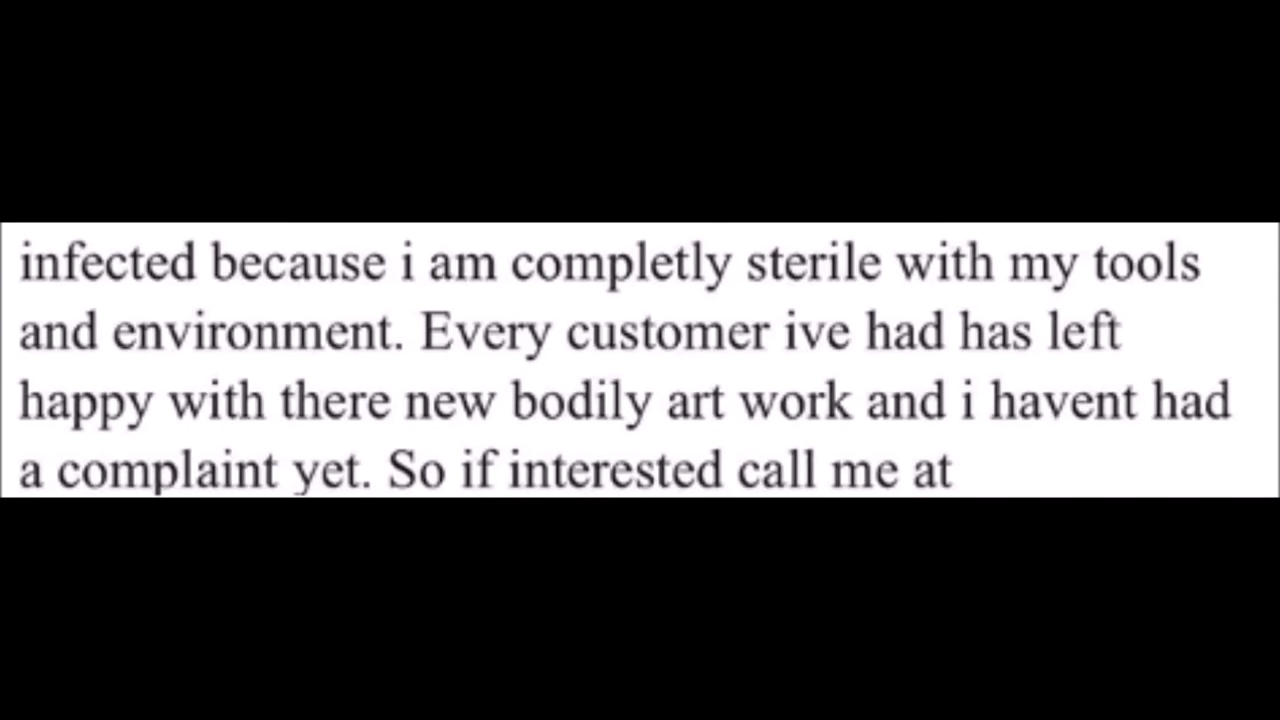 infected because i am completly sterile with my tools
and environment. Every customer ive had has left
happy with there new bodily art work and i havent had
a complaint yet. So if interested call me at